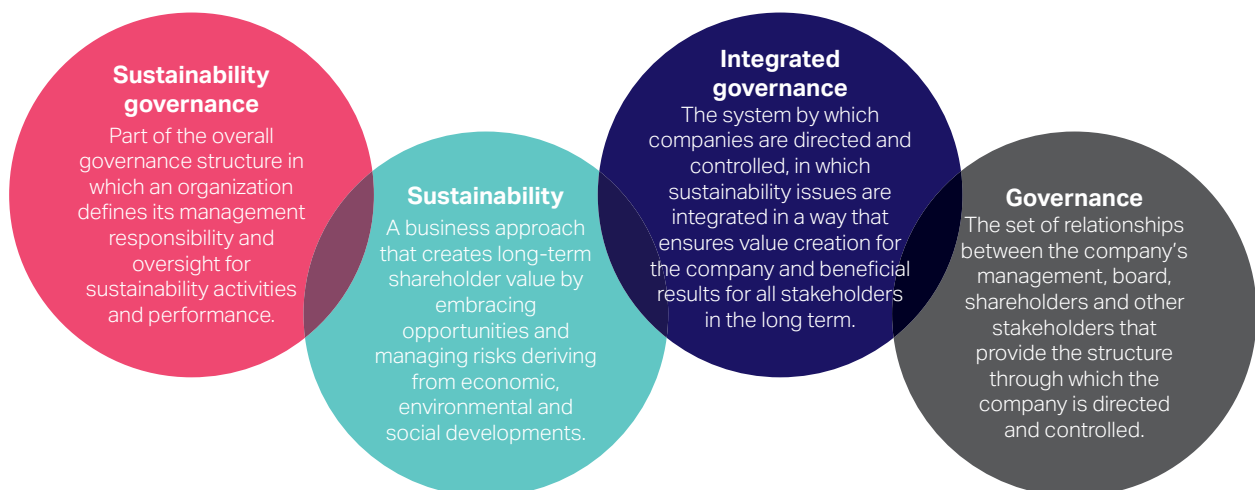 Sustainability
governance
Part of the overall
governance structure in
which an organization
defines its management
responsibility and
oversight for
sustainability activities
and performance.
Sustainability
A business approach
that creates long-term
shareholder value by
embracing
opportunities and
managing risks deriving
from economic,
environmental and
social developments.
Integrated
governance
The system by which
companies are directed and
controlled, in which
sustainability issues are
integrated in a way that
ensures value creation for
the company and beneficial
results for all stakeholders
in the long term.
Governance
The set of relationships
between the company’s
management, board,
shareholders and other
stakeholders that
provide the structure
through which the
company is directed
and controlled.